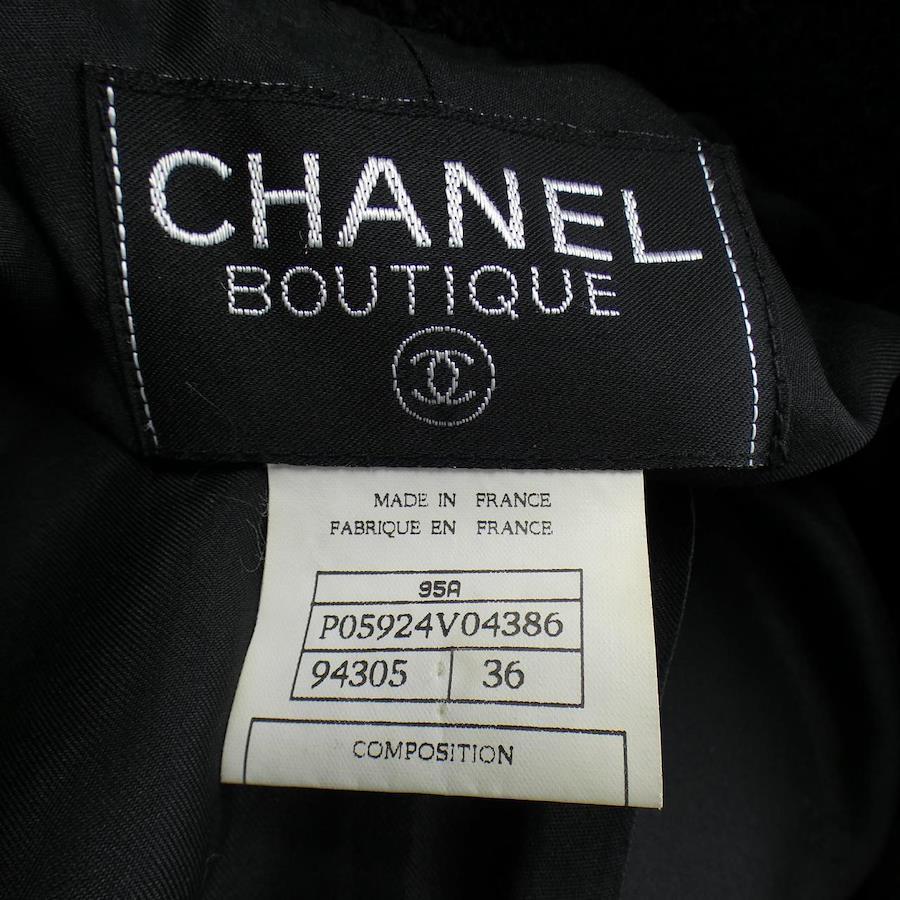 CHANEL
BOUTIQUE
MADE IN FRANCE
FABRIQUE EN FRANCE
95A
P05924V04386
94305 36
COMPOSITION